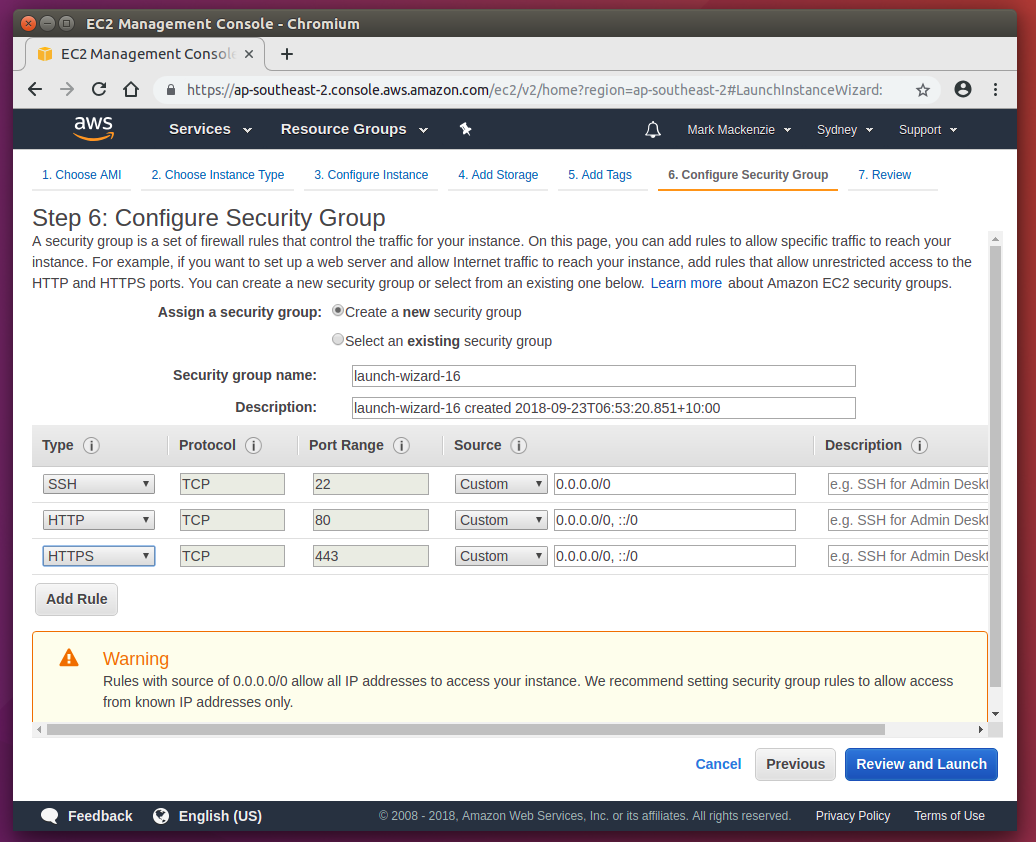 EC2 Management Console - Chromium
EC2 Management Consol
https://ap-southeast-2.console.aws.amazon.com/ec2/v2/home?region=ap-southeast-2#LaunchInstanceWizard:
aws Services Resource Groups Mark Mackenzie Sydney Support
1. Choose AMI 2. Choose Instance Type 3. Configure Instance 4. Add Storage 5. Add Tags 6. Configure Security Group 7. Review
Step 6: Configure Security Group
A security group is a set of firewall rules that control the traffic for your instance. On this page, you can add rules to allow specific traffic to reach your
instance. For example, if you want to set up a web server and allow Internet traffic to reach your instance, add rules that allow unrestricted access to the
HTTP and HTTPS ports. You can create a new security group or select from an existing one below. Learn more about Amazon EC2 security groups.
Assign a security group: Create a new security group
Select an existing security group
Security group name: launch-wizard-16
Description: launch-wizard-16 created 2018-09-23T06:53:20.851+10:00
Type i Protocol i Port Range i Source i Description i
SSH TCP 22 Custom 0.0.0.0/0 e.g. SSH for Admin Deskt
HTTP TCP 80 Custom 0.0.0.0/0, ::/0 e.g. SSH for Admin Deskt
HTTPS TCP 443 Custom 0.0.0.0/0, ::/0 e.g. SSH for Admin Deskt
Add Rule
Warning
Rules with source of 0.0.0.0/0 allow all IP addresses to access your instance. We recommend setting security group rules to allow access
from known IP addresses only.
Cancel Previous Review and Launch
Feedback English (US) © 2008 - 2018, Amazon Web Services, Inc. or its affiliates. All rights reserved. Privacy Policy Terms of Use